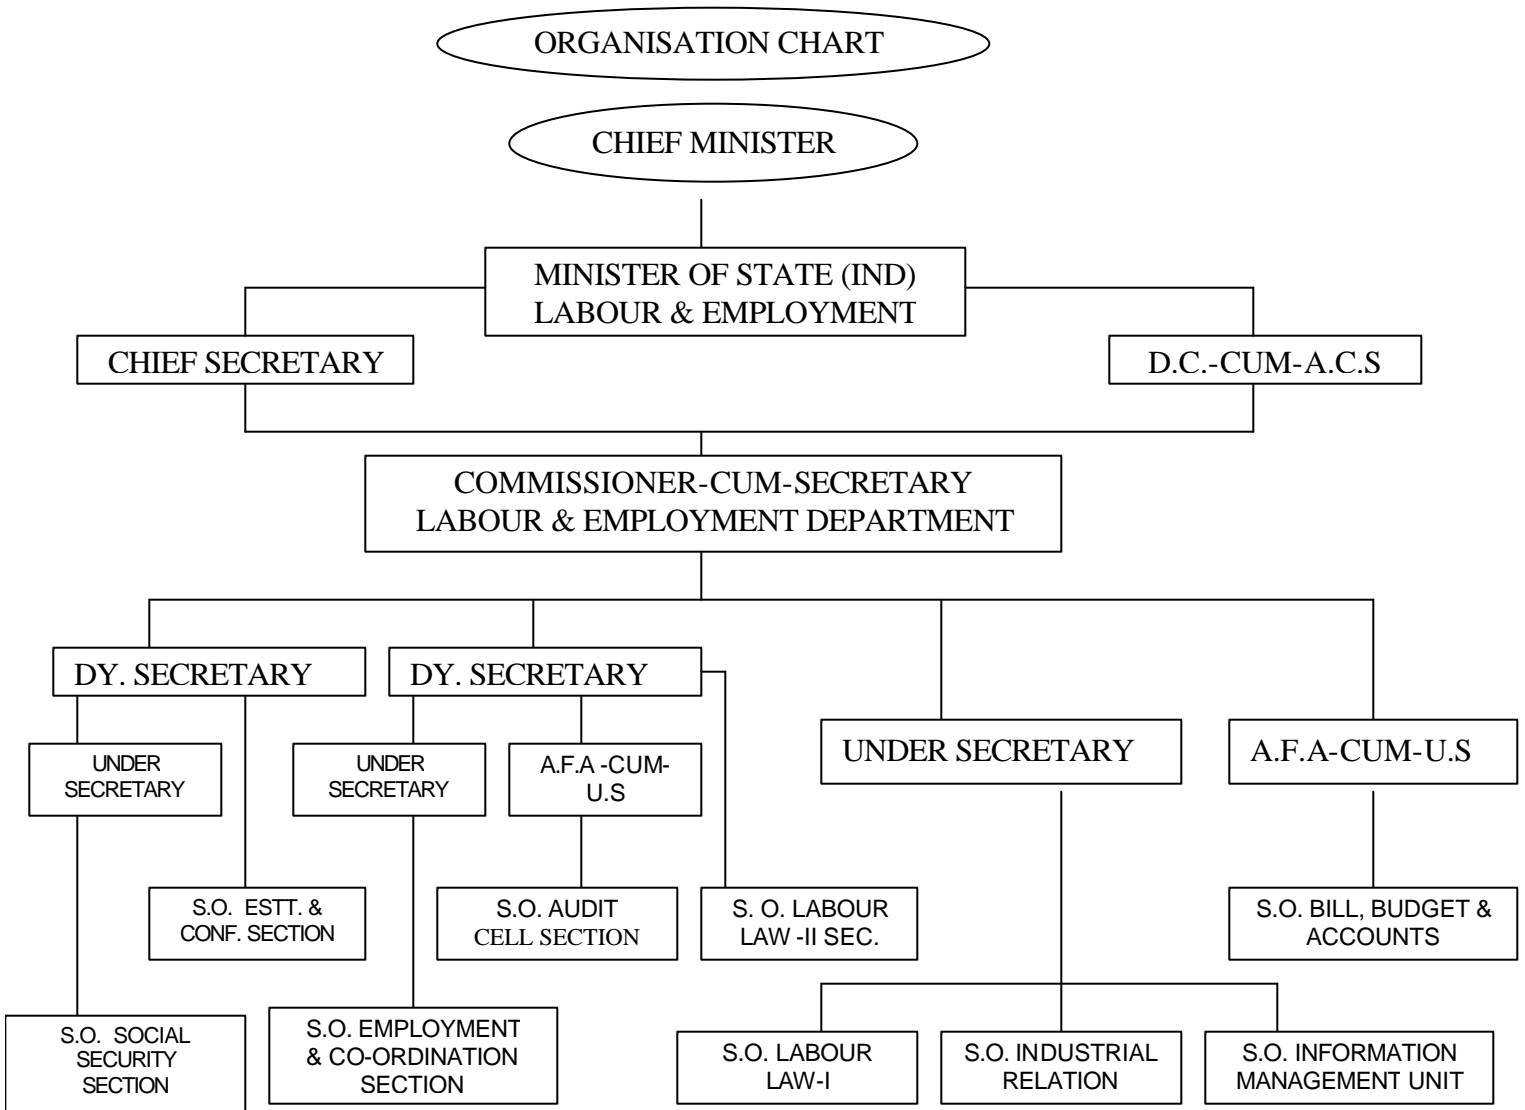 ORGANISATION CHART
CHIEF MINISTER
MINISTER OF STATE (IND)
LABOUR & EMPLOYMENT
CHIEF SECRETARY
D.C.-CUM-A.C.S
COMMISSIONER-CUM-SECRETARY
LABOUR & EMPLOYMENT DEPARTMENT
DY. SECRETARY
DY. SECRETARY
UNDER SECRETARY
A.F.A-CUM-U.S
UNDER
SECRETARY
UNDER
SECRETARY
A.F.A -CUM-
U.S
S.O. ESTT. &
CONF. SECTION
S.O. AUDIT
CELL SECTION
S. O. LABOUR
LAW -II SEC.
S.O. BILL, BUDGET &
ACCOUNTS
S.O. SOCIAL
SECURITY
SECTION
S.O. EMPLOYMENT
& CO-ORDINATION
SECTION
S.O. LABOUR
LAW-I
S.O. INDUSTRIAL
RELATION
S.O. INFORMATION
MANAGEMENT UNIT